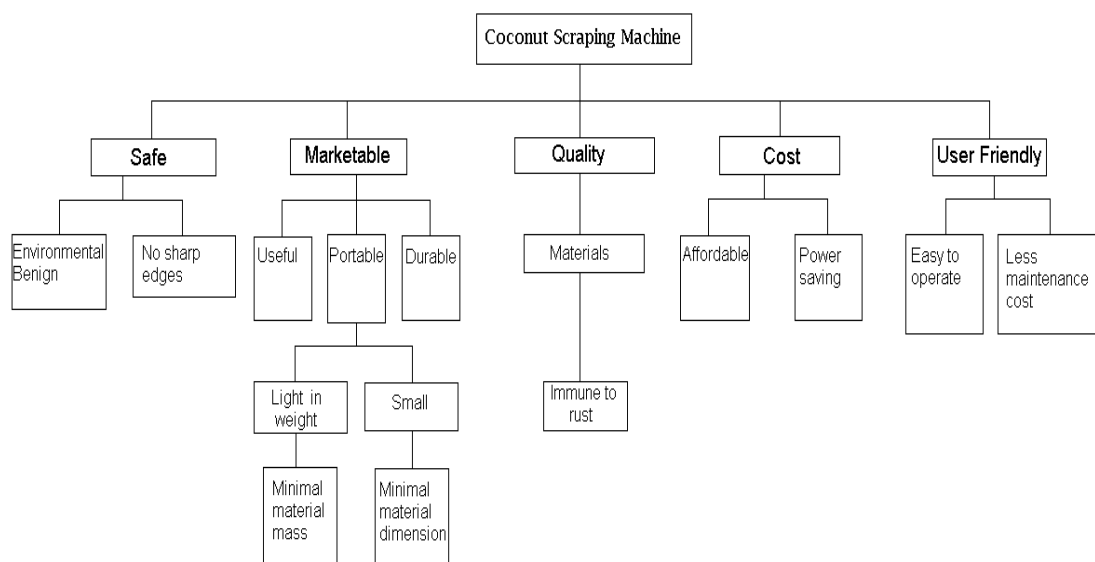 Coconut Scraping Machine
Safe
Marketable
Quality
Cost
User Friendly
Environmental
Benign
No sharp
edges
Useful
Portable
Durable
Materials
Affordable
Power
saving
Easy to
operate
Less
maintenance
cost
Light in
weight
Small
Immune to
rust
Minimal
material
mass
Minimal
material
dimension